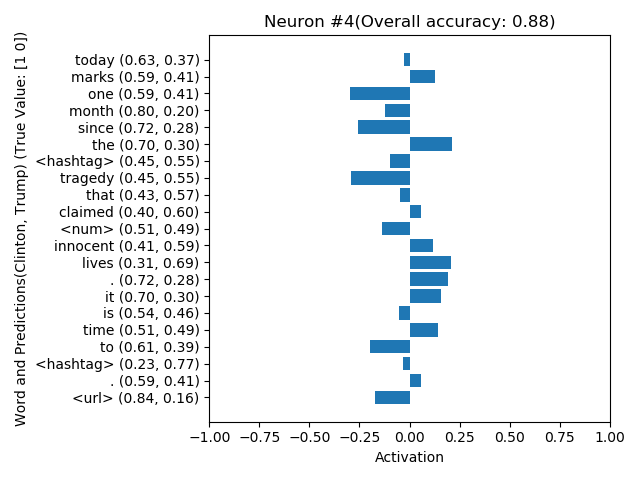 Neuron #4(Overall accuracy: 0.88)
Word and Predictions(Clinton, Trump) (True Value: [1 0])
today (0.63, 0.37)
marks (0.59, 0.41)
one (0.59, 0.41)
month (0.80, 0.20)
since (0.72, 0.28)
the (0.70, 0.30)
<hashtag> (0.45, 0.55)
tragedy (0.45, 0.55)
that (0.43, 0.57)
claimed (0.40, 0.60)
<num> (0.51, 0.49)
innocent (0.41, 0.59)
lives (0.31, 0.69)
. (0.72, 0.28)
it (0.70, 0.30)
is (0.54, 0.46)
time (0.51, 0.49)
to (0.61, 0.39)
<hashtag> (0.23, 0.77)
. (0.59, 0.41)
<url> (0.84, 0.16)
−1.00 −0.75 −0.50 −0.25 0.00 0.25 0.50 0.75 1.00
Activation